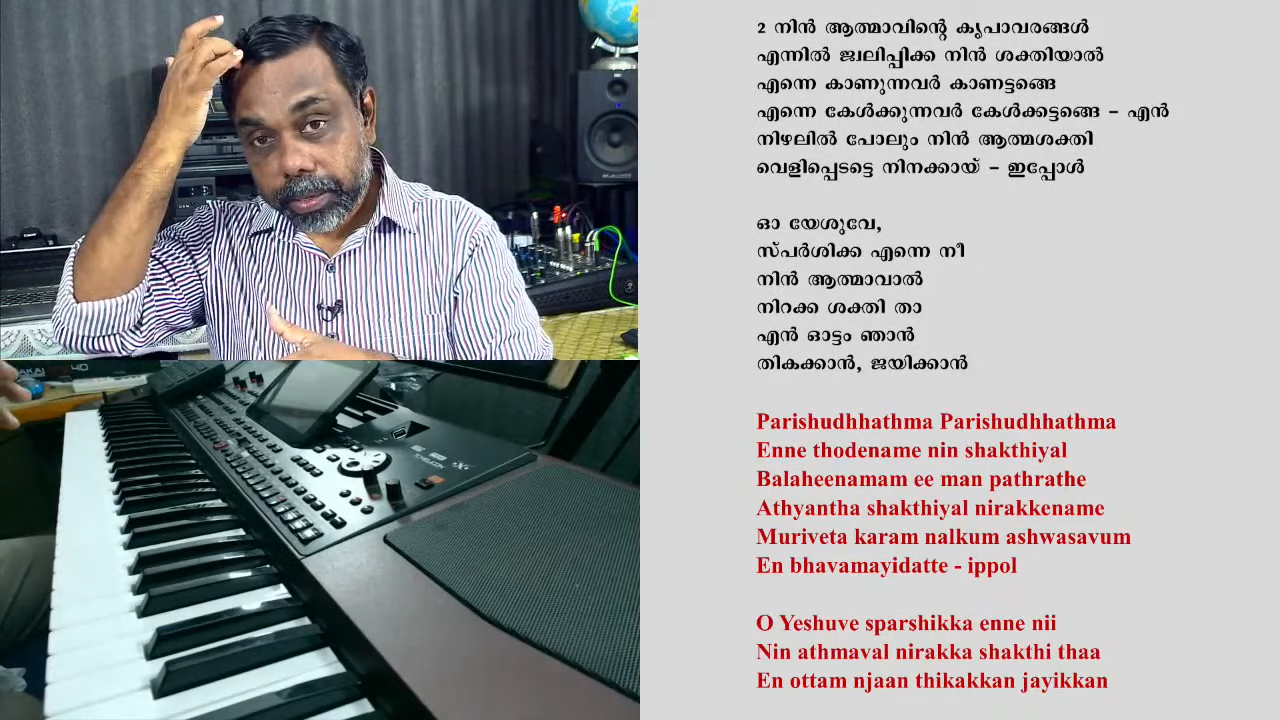 2 നിൻ ആത്മാവിന്റെ കൃപാവരങ്ങൾ
എന്നിൽ ജ്വലിപ്പിക്ക നിൻ ശക്തിയാൽ
എന്നെ കാണുന്നവർ കാണട്ടങ്ങെ
എന്നെ കേൾക്കുന്നവർ കേൾക്കട്ടങ്ങെ – എൻ
നിഴലിൽ പോലും നിൻ ആത്മശക്തി
വെളിപ്പെടട്ടെ നിനക്കായ് – ഇപ്പോൾ
ഓ യേശുവേ,
സ്പർശിക്ക എന്നെ നീ
നിൻ ആത്മാവാൽ
നിറക്ക ശക്തി താ
എൻ ഓട്ടം ഞാൻ
തികക്കാൻ, ജയിക്കാൻ
Parishudhhathma Parishudhhathma
Enne thodename nin shakthiyal
Balaheenamam ee man pathrathe
Athyantha shakthiyal nirakkename
Muriveta karam nalkum ashwasavum
En bhavamayidatte - ippol
O Yeshuve sparshikka enne nii
Nin athmaval nirakka shakthi thaa
En ottam njaan thikakkan jayikkan